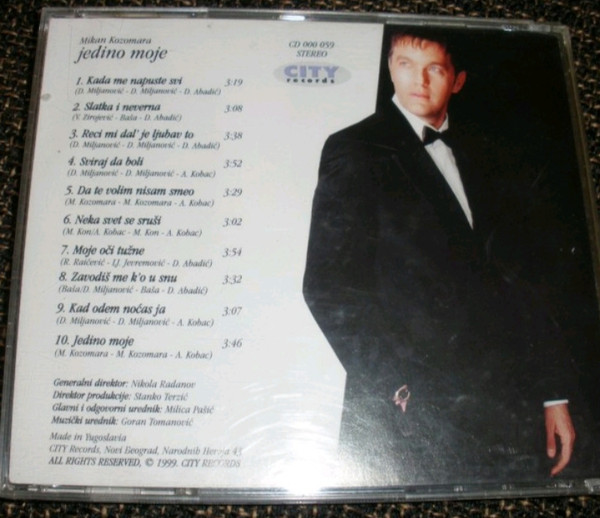 Mikan Kozomara
jedino moje
CD 000 059
STEREO
CITY
records
1. Kada me napuste svi 3:19
(D. Miljanović - D. Miljanović - D. Abadić)
2. Slatka i neverna 3:08
(V. Zirojević - Baša - D. Abadić)
3. Reci mi dal' je ljubav to 3:38
(D. Miljanović - D. Miljanović - D. Abadić)
4. Sviraj da boli 3:52
(D. Miljanović - D. Miljanović - A. Kobac)
5. Da te volim nisam smeo 3:29
(M. Kozomara - M. Kozomara - A. Kobac)
6. Neka svet se sruši 3:02
(M. Kon/A. Kobac - M. Kon - A. Kobac)
7. Moje oči tužne 3:54
(R. Raičević - Lj. Jevremović - D. Abadić)
8. Zavodiš me k'o u snu 3:32
(Baša/D. Miljanović - Baša - D. Abadić)
9. Kad odem noćas ja 3:07
(D. Miljanović - D. Miljanović - A. Kobac)
10. Jedino moje 3:46
(M. Kozomara - M. Kozomara - A. Kobac)
Generalni direktor: Nikola Radanov
Direktor produkcije: Stanko Terzić
Glavni i odgovorni urednik: Milica Pašić
Muzički urednik: Goran Tomanović
Made in Yugoslavia
CITY Records, Novi Beograd, Narodnih Heroja 43
ALL RIGHTS RESERVED, © 1999. CITY RECORDS